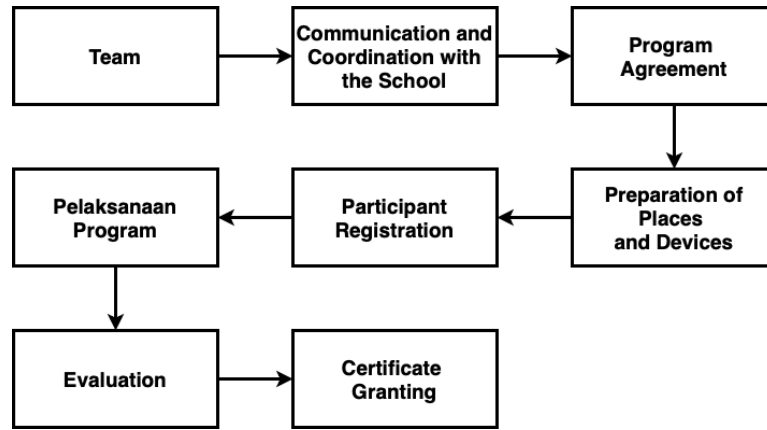 Team
Communication and
Coordination with
the School
Program
Agreement
Preparation of
Places
and Devices
Participant
Registration
Pelaksanaan
Program
Evaluation
Certificate
Granting